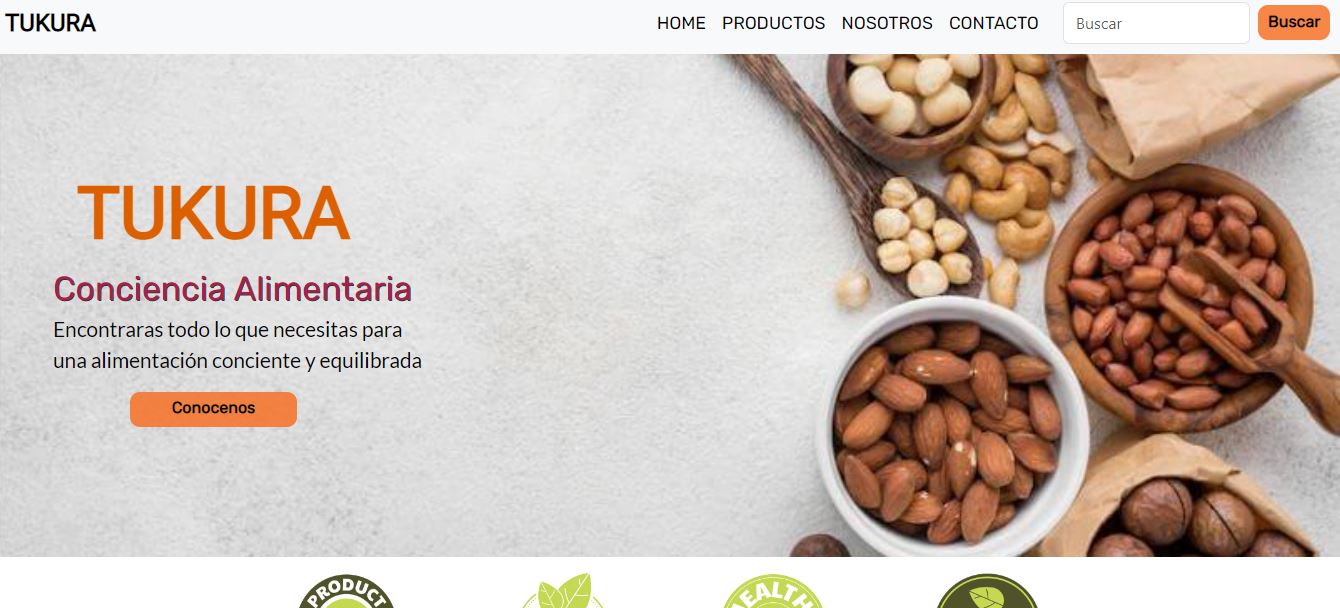 TUKURA
HOME PRODUCTOS NOSOTROS CONTACTO Buscar Buscar
TUKURA
Conciencia Alimentaria
Encontraras todo lo que necesitas para
una alimentación conciente y equilibrada
Conocenos
PRODUCT
HEALTH